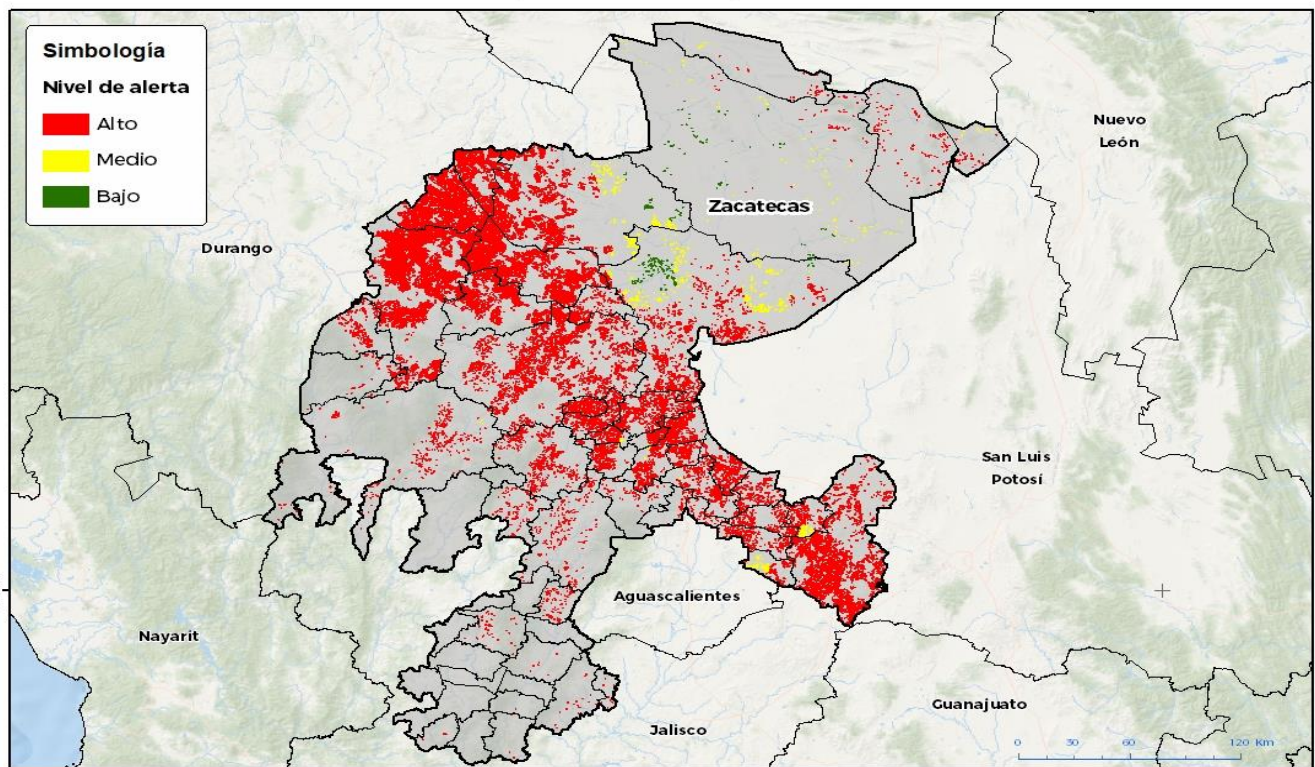 Simbología
Nivel de alerta
Alto
Medio
Bajo
Nuevo
León
Zacatecas
Durango
San Luis
Potosí
Aguascalientes
Nayarit
Guanajuato
Jalisco
0 30 60 120 Km